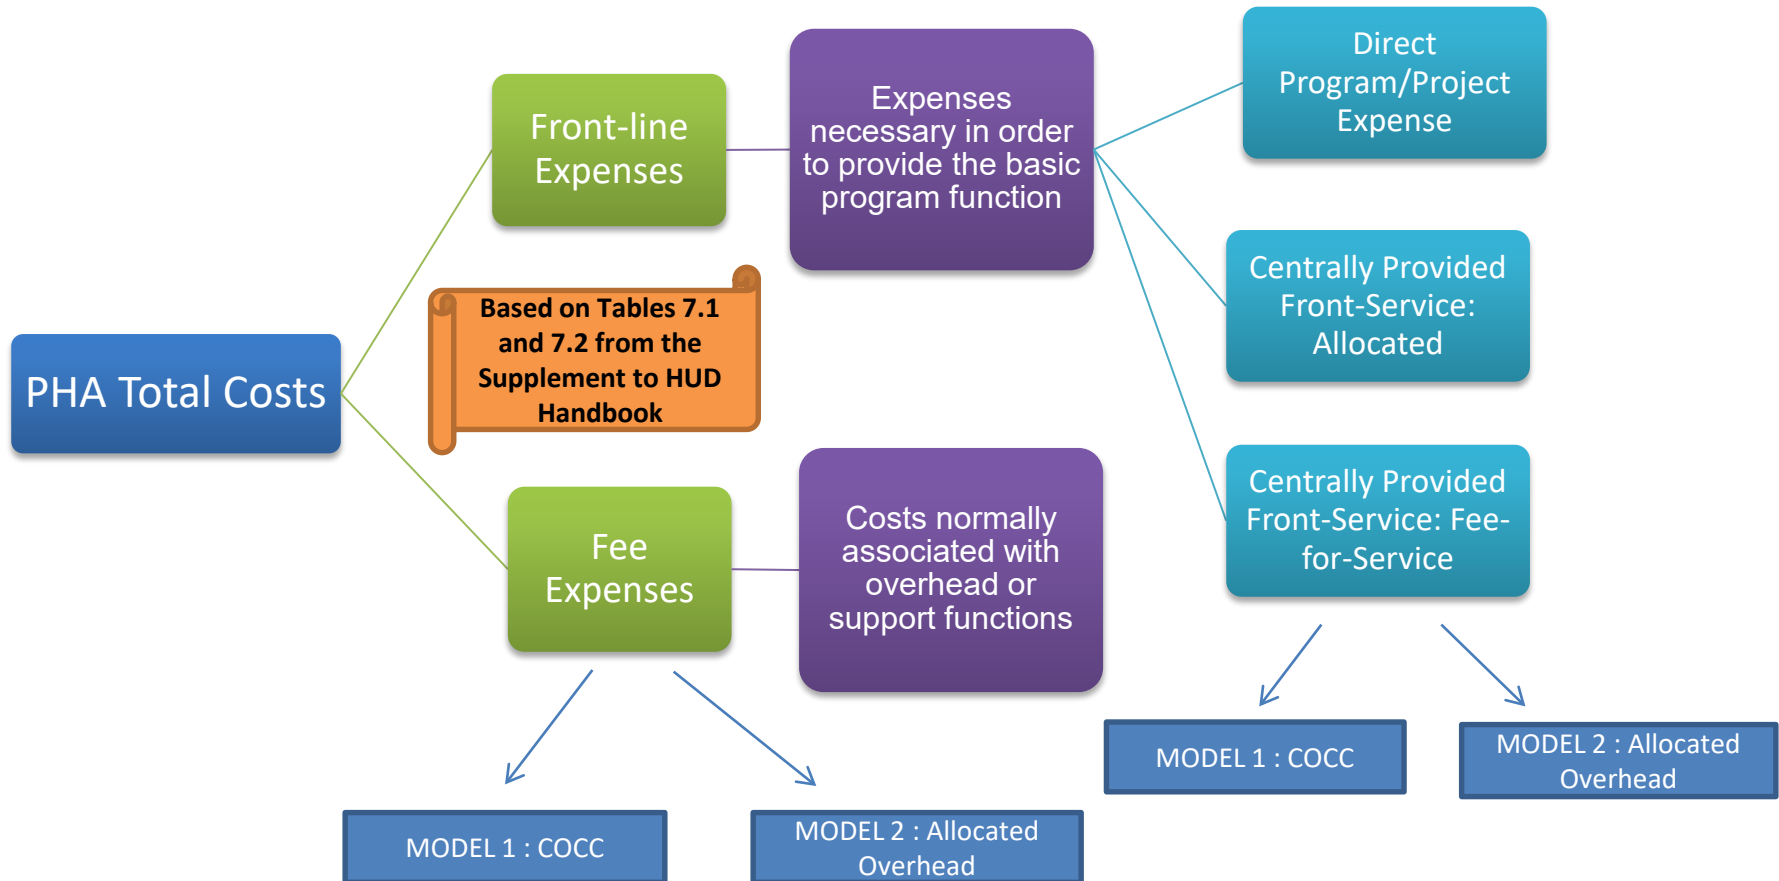 PHA Total Costs
Front-line
Expenses
Expenses
necessary in order
to provide the basic
program function
Direct
Program/Project
Expense
Centrally Provided
Front-Service:
Allocated
Centrally Provided
Front-Service: Fee-
for-Service
MODEL 1 : COCC
MODEL 2 : Allocated
Overhead
Based on Tables 7.1
and 7.2 from the
Supplement to HUD
Handbook
Fee
Expenses
Costs normally
associated with
overhead or
support functions
MODEL 1 : COCC
MODEL 2 : Allocated
Overhead